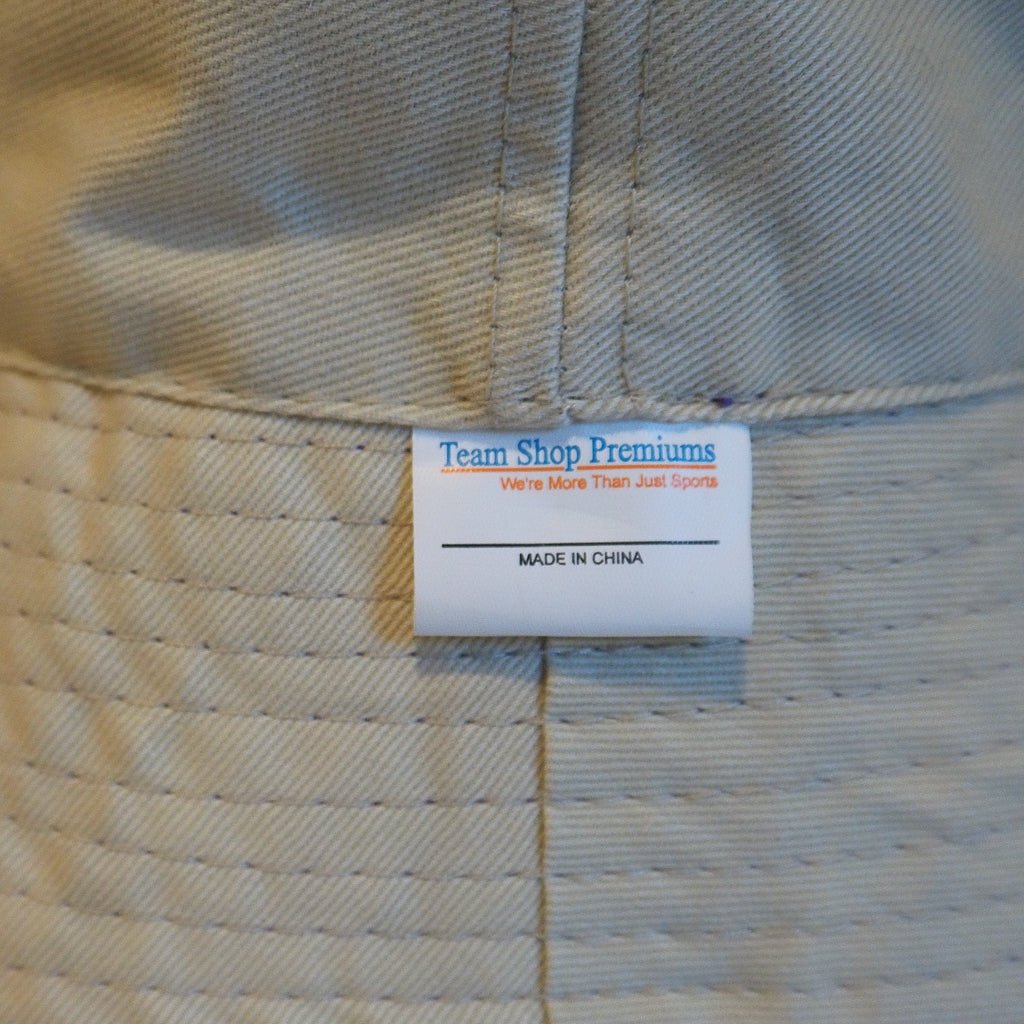 Team Shop Premiums
We're More Than Just Sports
MADE IN CHINA